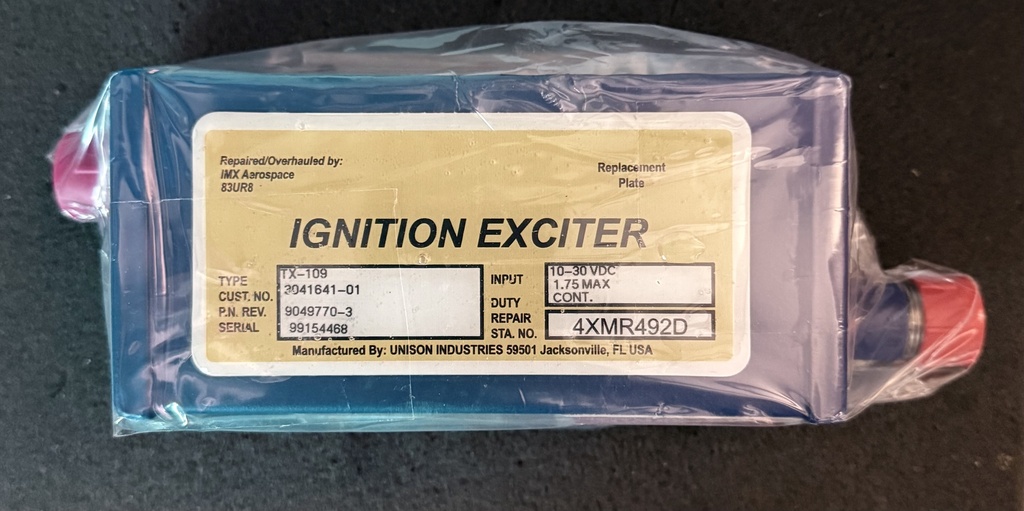 Repaired/Overhauled by:
IMX Aerospace
83UR8
Replacement
Plate
IGNITION EXCITER
TYPE TX-109
CUST. NO. 3041641-01
P.N. REV. 9049770-3
SERIAL 99154468
INPUT 10-30 VDC
1.75 MAX
DUTY CONT.
REPAIR
STA. NO. 4XMR492D
Manufactured By: UNISON INDUSTRIES 59501 Jacksonville, FL USA